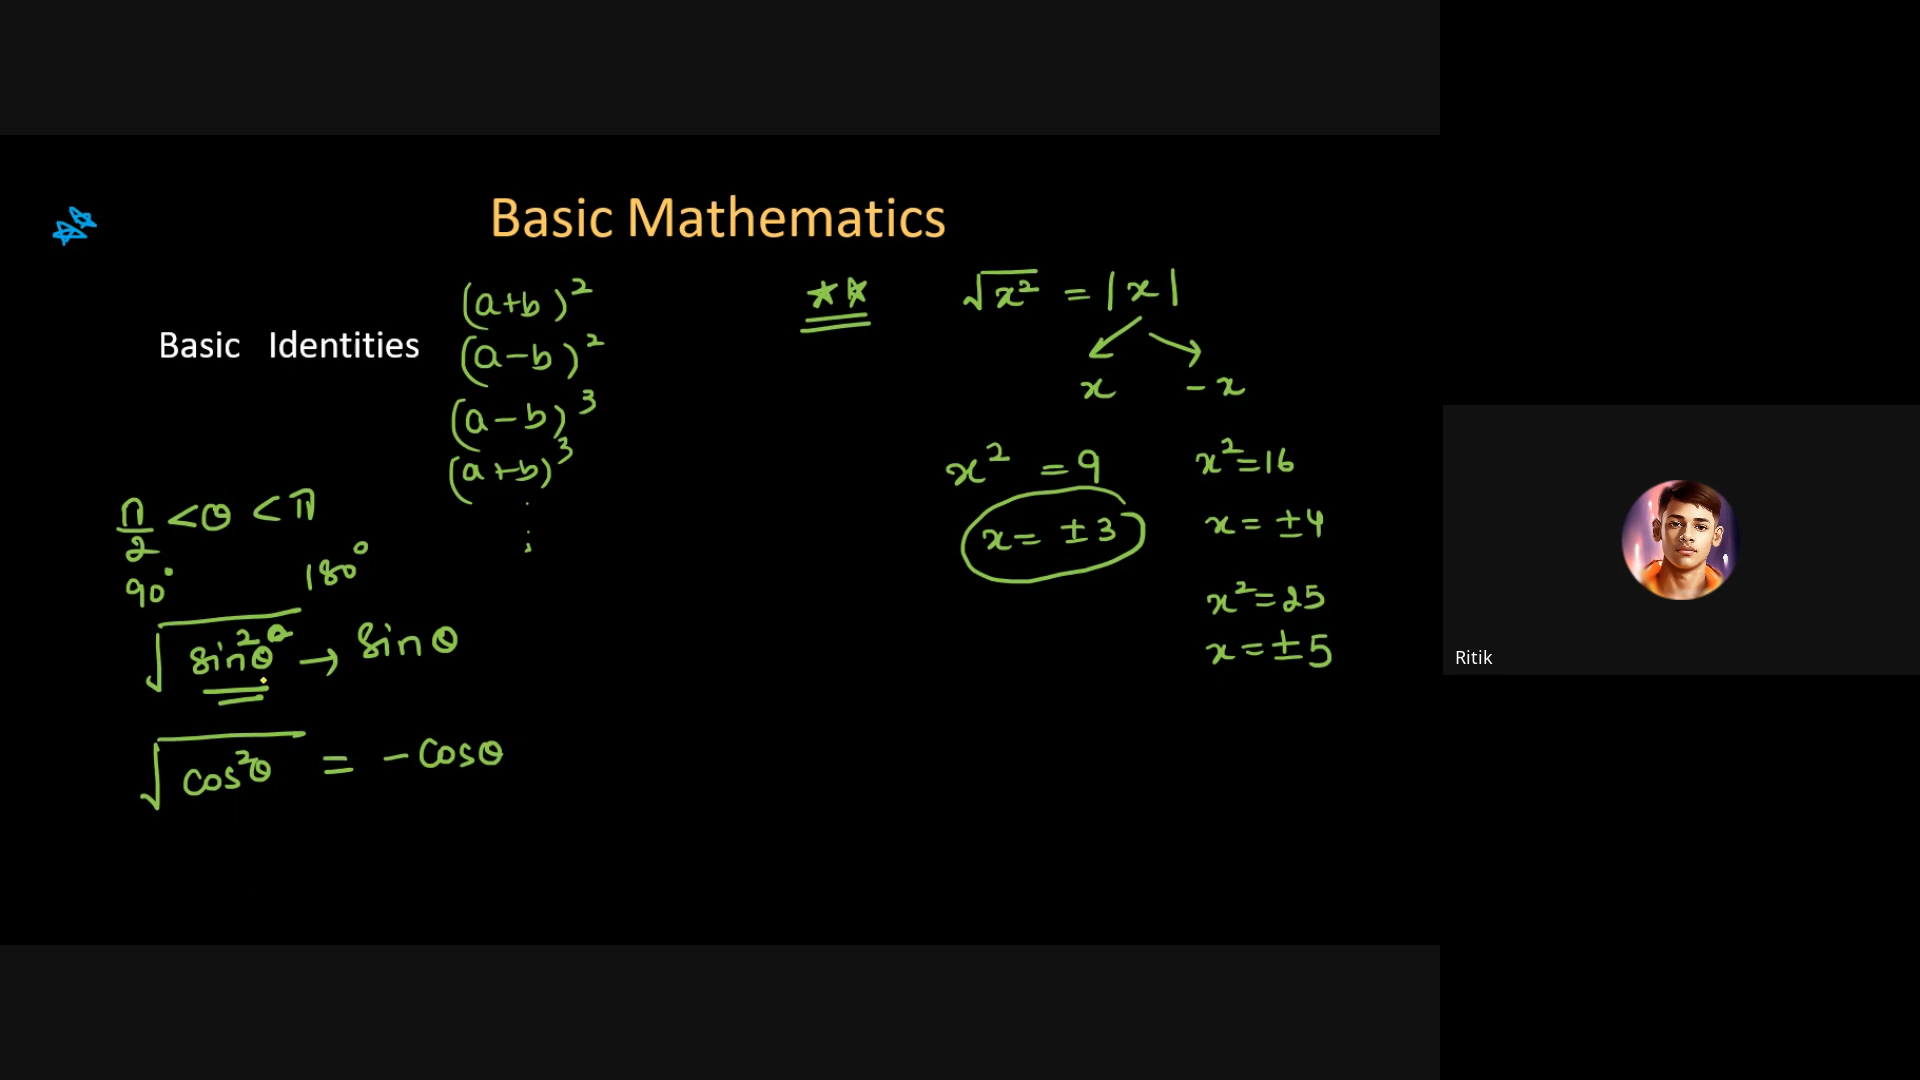 Basic Mathematics
Basic Identities
(a+b)²
(a-b)²
(a-b)³
(a+b)³
π/2 < θ < π
90° 180°
√sin²θ → sin θ
√cos²θ = -cosθ
√x² = |x|
x -x
x² = 9
x = ±3
x²=16
x = ±4
x²=25
x = ±5
Ritik